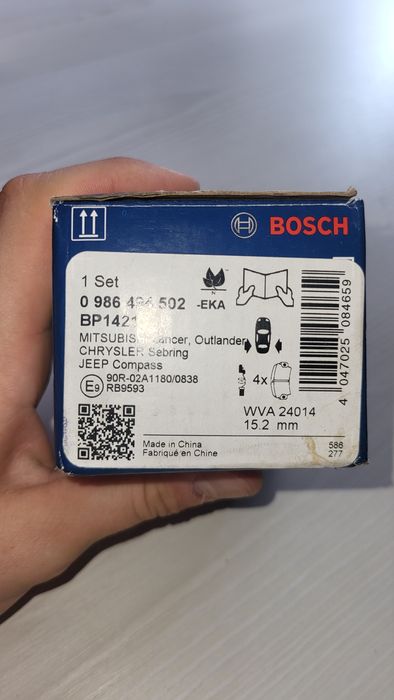 BOSCH
1 Set
0 986 494 502 -EKA
N
BP1421
MITSUBISHI Lancer, Outlander
CHRYSLER Sebring
JEEP Compass
E9 90R-02A1180/0838
RB9593
4x
WVA 24014
15.2 mm
Made in China
Fabriqué en Chine
586
277
4 047025 084659